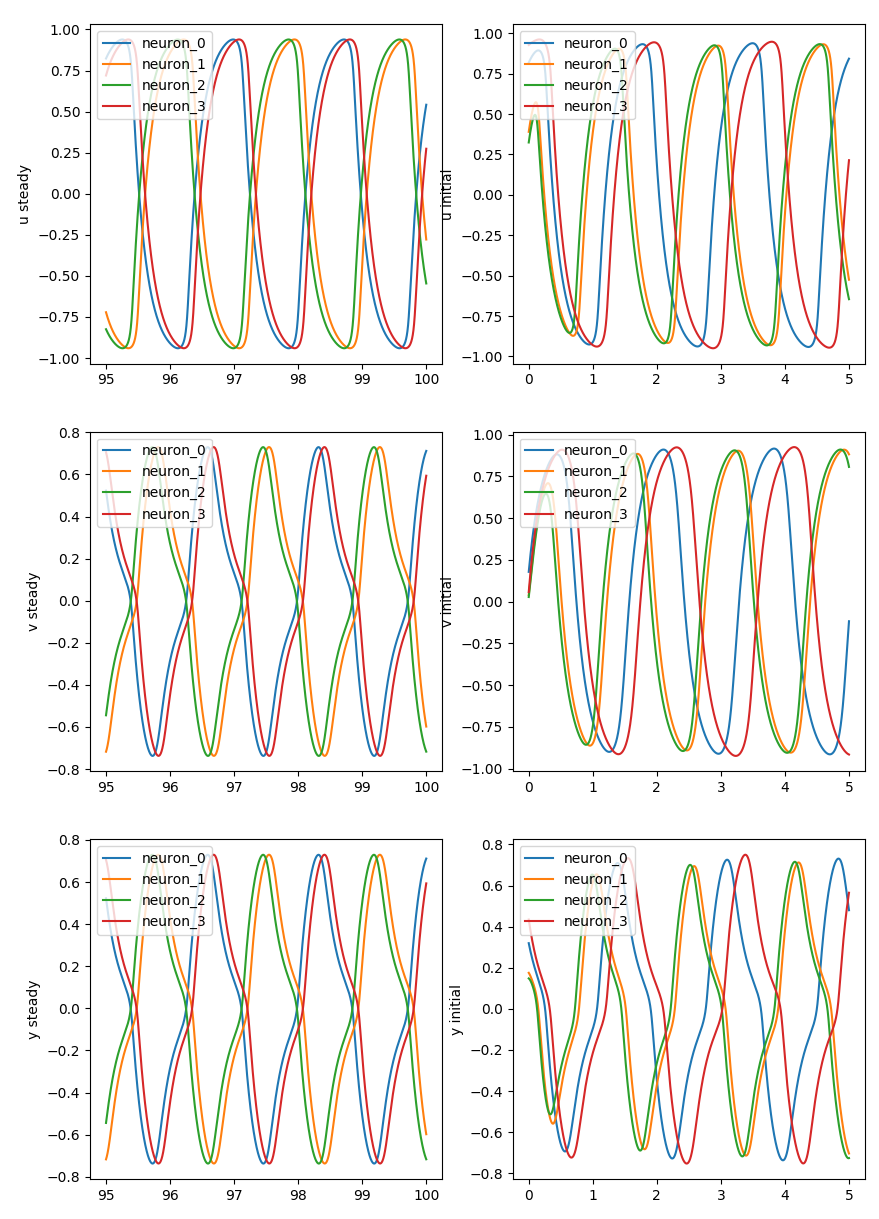 1.00
0.75
0.50
0.25
0.00
−0.25
−0.50
−0.75
−1.00
u steady
neuron_0
neuron_1
neuron_2
neuron_3
95 96 97 98 99 100
1.00
0.75
0.50
0.25
0.00
−0.25
−0.50
−0.75
−1.00
u initial
neuron_0
neuron_1
neuron_2
neuron_3
0 1 2 3 4 5
0.8
0.6
0.4
0.2
0.0
−0.2
−0.4
−0.6
−0.8
v steady
neuron_0
neuron_1
neuron_2
neuron_3
95 96 97 98 99 100
1.00
0.75
0.50
0.25
0.00
−0.25
−0.50
−0.75
−1.00
v initial
neuron_0
neuron_1
neuron_2
neuron_3
0 1 2 3 4 5
0.8
0.6
0.4
0.2
0.0
−0.2
−0.4
−0.6
−0.8
y steady
neuron_0
neuron_1
neuron_2
neuron_3
95 96 97 98 99 100
0.8
0.6
0.4
0.2
0.0
−0.2
−0.4
−0.6
−0.8
y initial
neuron_0
neuron_1
neuron_2
neuron_3
0 1 2 3 4 5